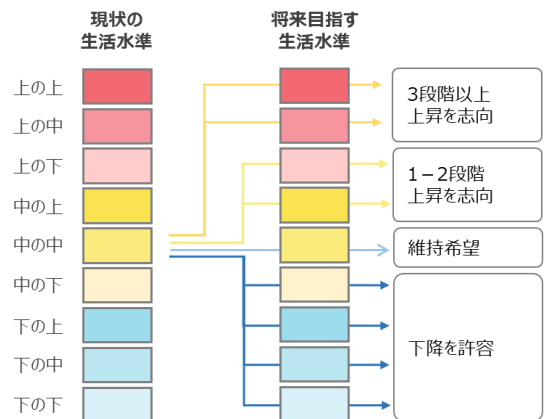 現状の
生活水準
将来目指す
生活水準
上の上
上の中
上の下
中の上
中の中
中の下
下の上
下の中
下の下
3段階以上
上昇を志向
1－2段階
上昇を志向
維持希望
下降を許容